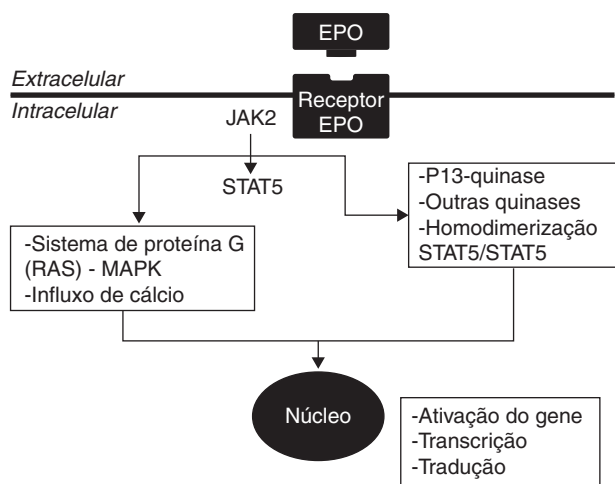 EPO
Extracelular
Intracelular
Receptor
EPO
JAK2
STAT5
-P13-quinase
-Outras quinases
-Homodimerização
STAT5/STAT5
-Sistema de proteína G
(RAS) - MAPK
-Influxo de cálcio
Núcleo
-Ativação do gene
-Transcrição
-Tradução